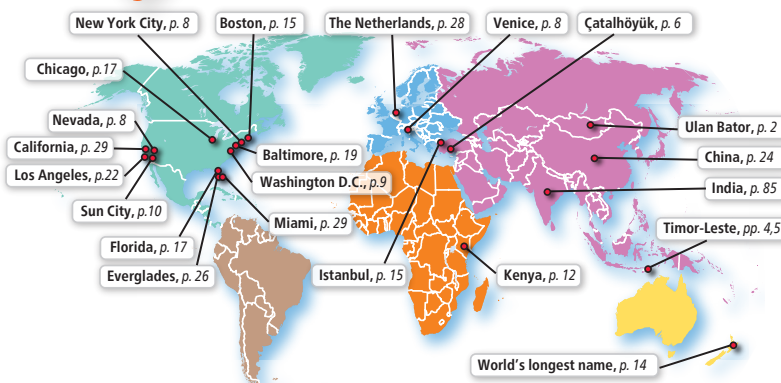 New York City, p. 8
Boston, p. 15
The Netherlands, p. 28
Venice, p. 8
Çatalhöyük, p. 6
Chicago, p.17
Nevada, p. 8
California, p. 29
Los Angeles, p.22
Sun City, p.10
Baltimore, p. 19
Washington D.C., p.9
Miami, p. 29
Florida, p. 17
Everglades, p. 26
Istanbul, p. 15
Kenya, p. 12
Ulan Bator, p. 2
China, p. 24
India, p. 85
Timor-Leste, pp. 4,5
World's longest name, p. 14